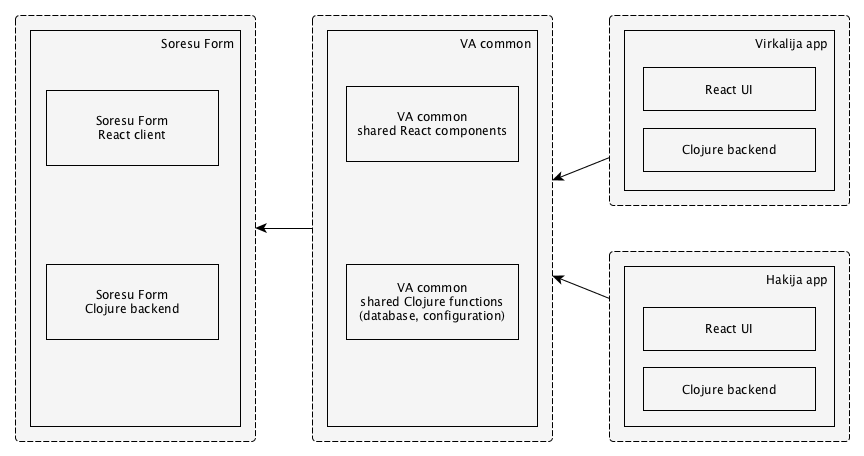 Soresu Form
Soresu Form
React client
Soresu Form
Clojure backend
VA common
VA common
shared React components
VA common
shared Clojure functions
(database, configuration)
Virkalija app
React UI
Clojure backend
Hakija app
React UI
Clojure backend